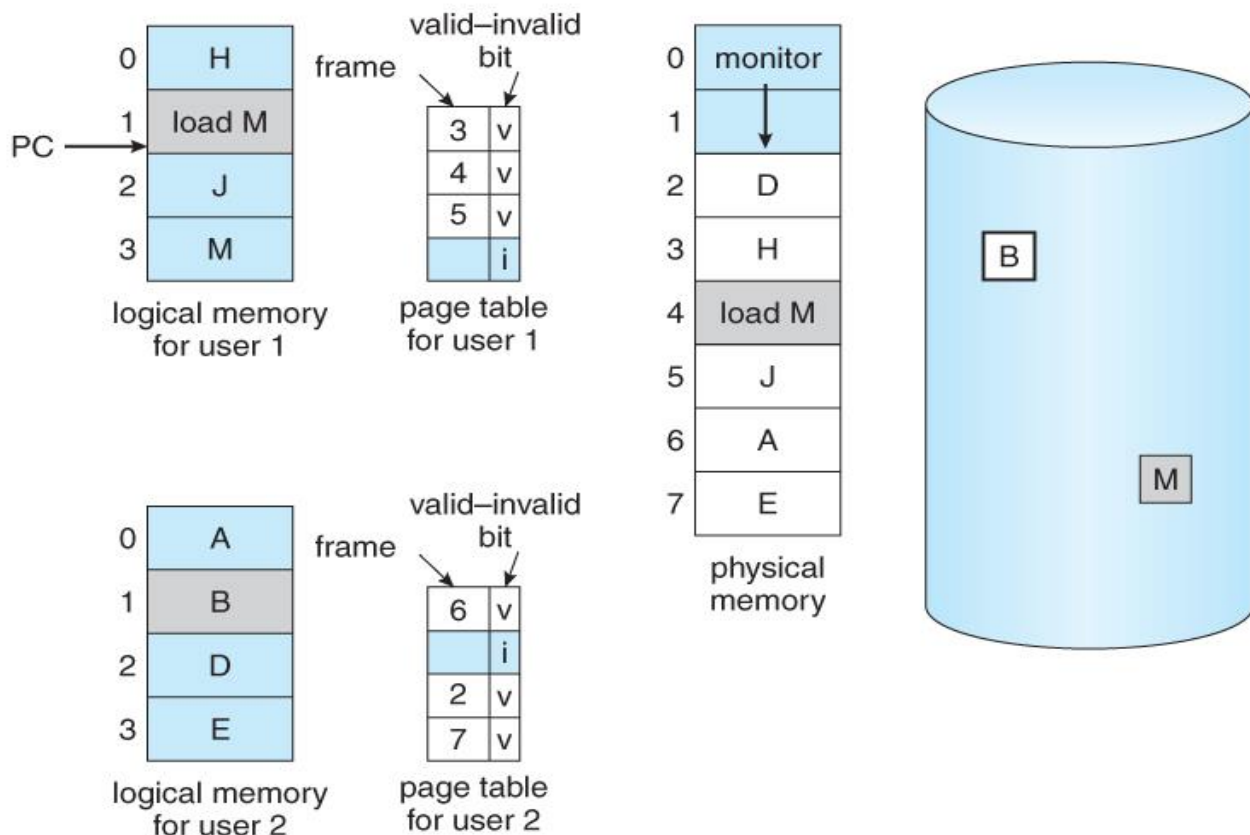 valid–invalid
bit
frame
0 H
1 load M
PC
2 J
3 M
logical memory
for user 1
3 v
4 v
5 v
i
page table
for user 1
0 monitor
1
2 D
3 H
4 load M
5 J
6 A
7 E
physical
memory
B
M
valid–invalid
bit
frame
0 A
1 B
2 D
3 E
logical memory
for user 2
6 v
i
2 v
7 v
page table
for user 2